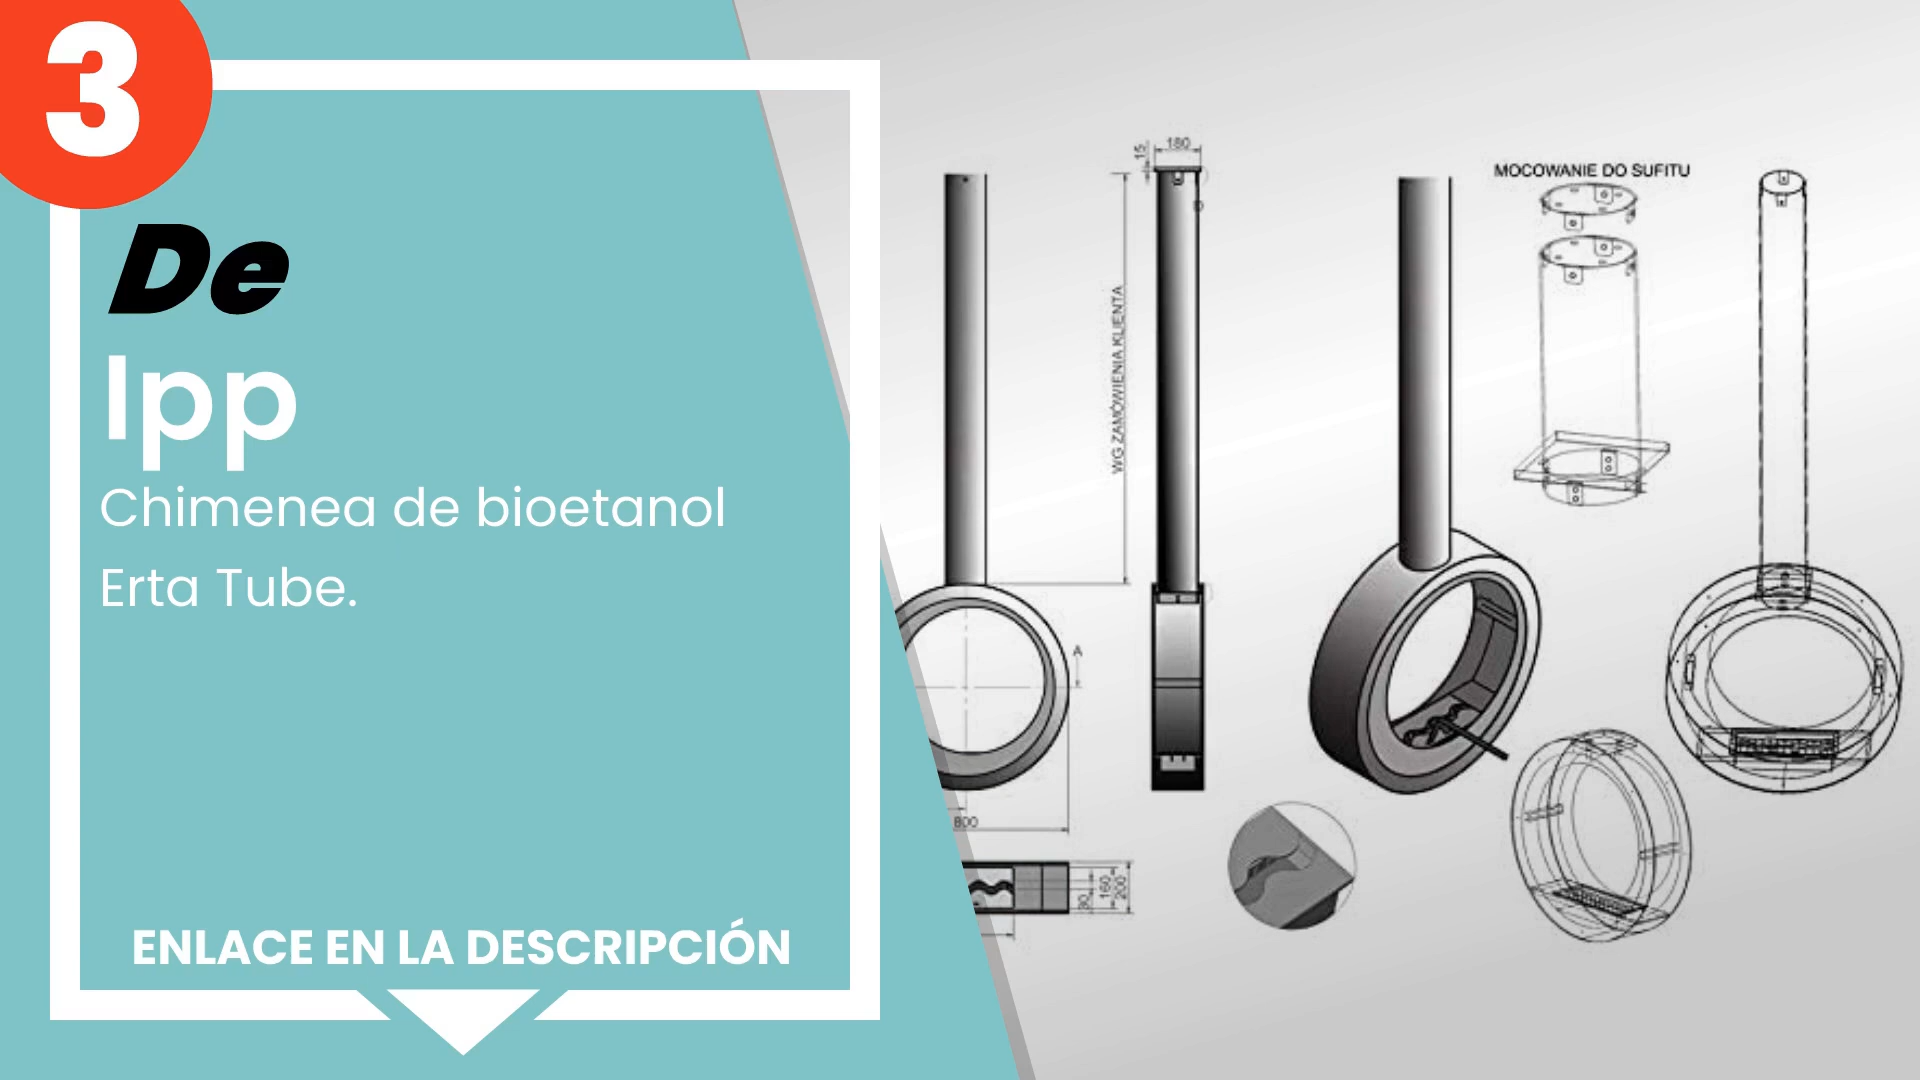 3
De
Ipp
Chimenea de bioetanol
Erta Tube.
ENLACE EN LA DESCRIPCIÓN
15
180
WG ZAMÓWIENIA KLIENTA
MOCOWANIE DO SUFITU
A
800
30
160
200